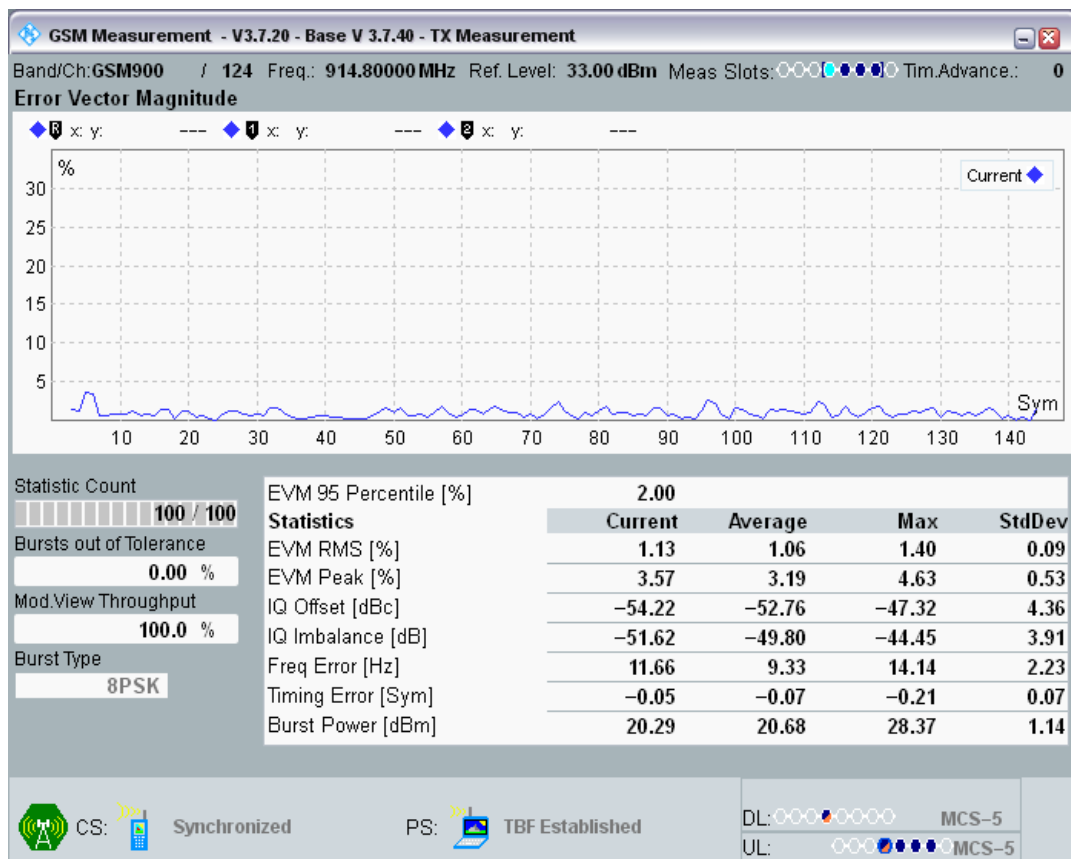 GSM Measurement - V3.7.20 - Base V 3.7.40 - TX Measurement
Band/Ch:GSM900 / 124 Freq.: 914.80000 MHz Ref. Level: 33.00 dBm Meas Slots: Tim.Advance.: 0
Error Vector Magnitude
R x: y: --- 1 x: y: --- 2 x: y: ---
%
Current
30
25
20
15
10
5
Sym
10 20 30 40 50 60 70 80 90 100 110 120 130 140
Statistic Count
100 / 100
Bursts out of Tolerance
0.00 %
Mod.View Throughput
100.0 %
Burst Type
8PSK
EVM 95 Percentile [%] 2.00
Statistics Current Average Max StdDev
EVM RMS [%] 1.13 1.06 1.40 0.09
EVM Peak [%] 3.57 3.19 4.63 0.53
IQ Offset [dBc] −54.22 −52.76 −47.32 4.36
IQ Imbalance [dB] −51.62 −49.80 −44.45 3.91
Freq Error [Hz] 11.66 9.33 14.14 2.23
Timing Error [Sym] −0.05 −0.07 −0.21 0.07
Burst Power [dBm] 20.29 20.68 28.37 1.14
CS: Synchronized PS: TBF Established
DL: MCS−5
UL: MCS−5